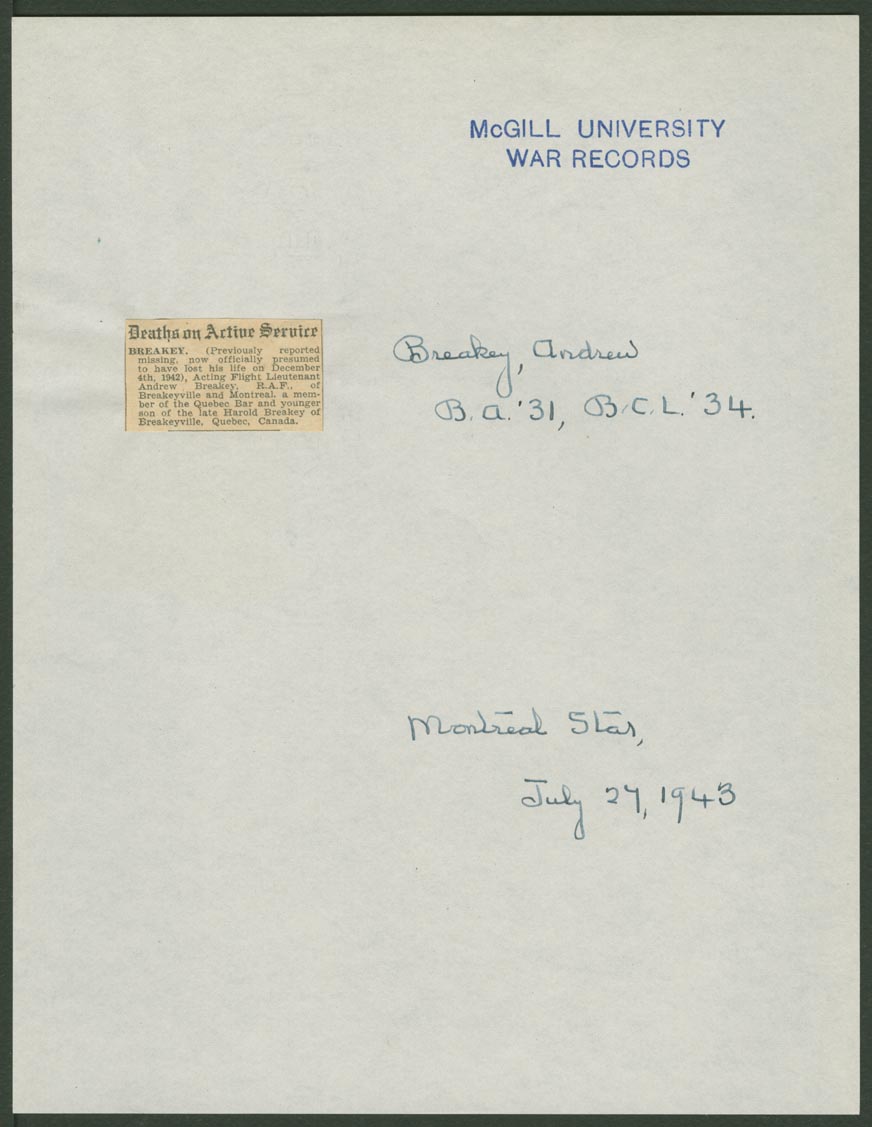 McGILL UNIVERSITY
WAR RECORDS
Deaths on Active Service
BREAKEY. (Previously reported
missing, now officially presumed
to have lost his life on December
4th, 1942), Acting Flight Lieutenant
Andrew Breakey, R.A.F., of
Breakeyville and Montreal, a mem-
ber of the Quebec Bar and younger
son of the late Harold Breakey of
Breakeyville, Quebec, Canada.
Breakey, Andrew
B.A.'31, B.C.L.'34.
Montreal Star,
July 27, 1943